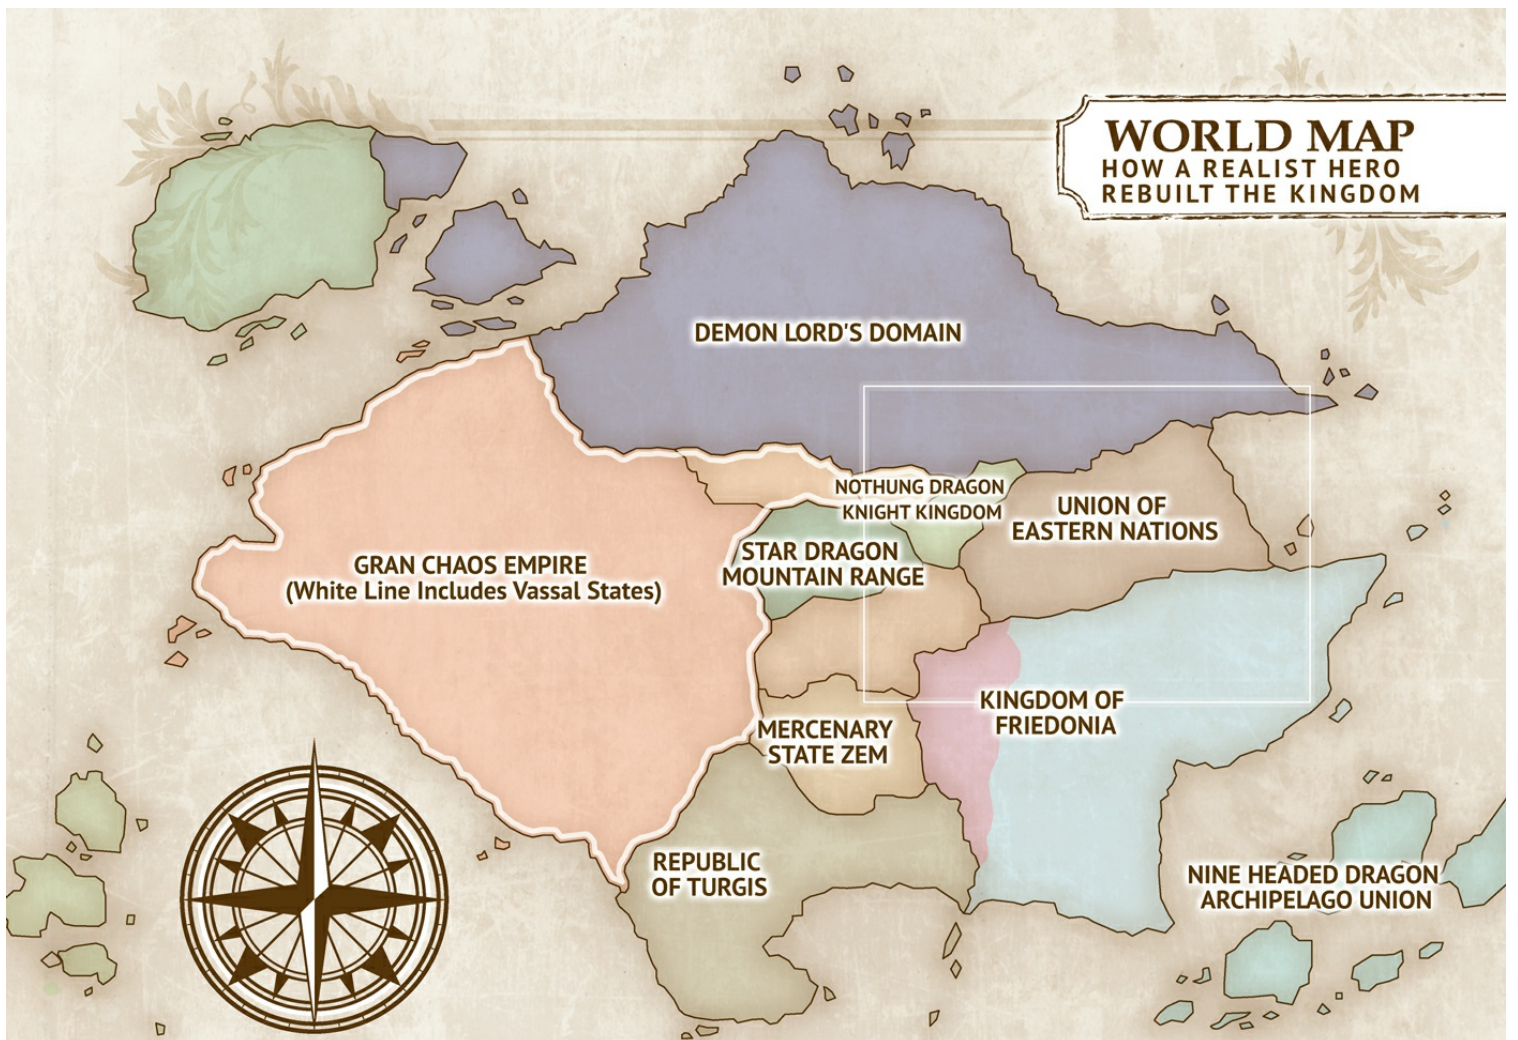 WORLD MAP
HOW A REALIST HERO
REBUILT THE KINGDOM
DEMON LORD'S DOMAIN
NOTHUNG DRAGON
KNIGHT KINGDOM
UNION OF
EASTERN NATIONS
STAR DRAGON
MOUNTAIN RANGE
GRAN CHAOS EMPIRE
(White Line Includes Vassal States)
KINGDOM OF
FRIEDONIA
MERCENARY
STATE ZEM
REPUBLIC
OF TURGIS
NINE HEADED DRAGON
ARCHIPELAGO UNION